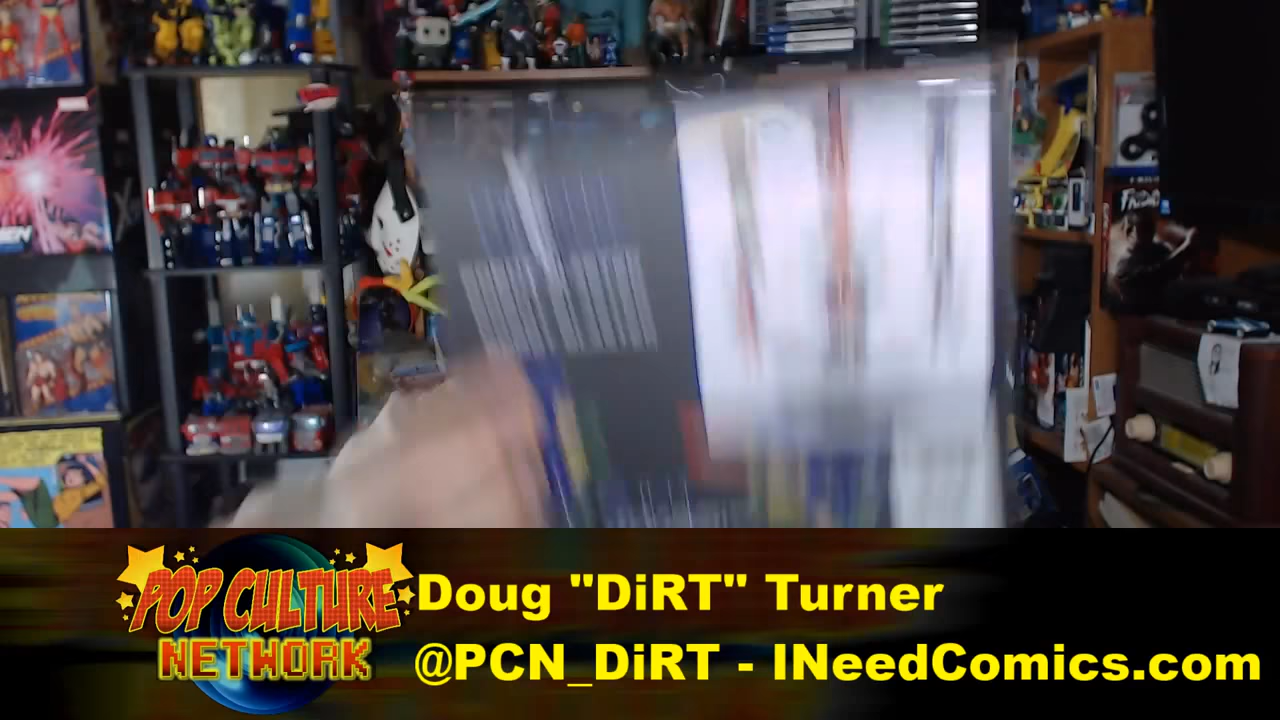 POP CULTURE
NETWORK
Doug "DiRT" Turner
@PCN_DiRT - INeedComics.com